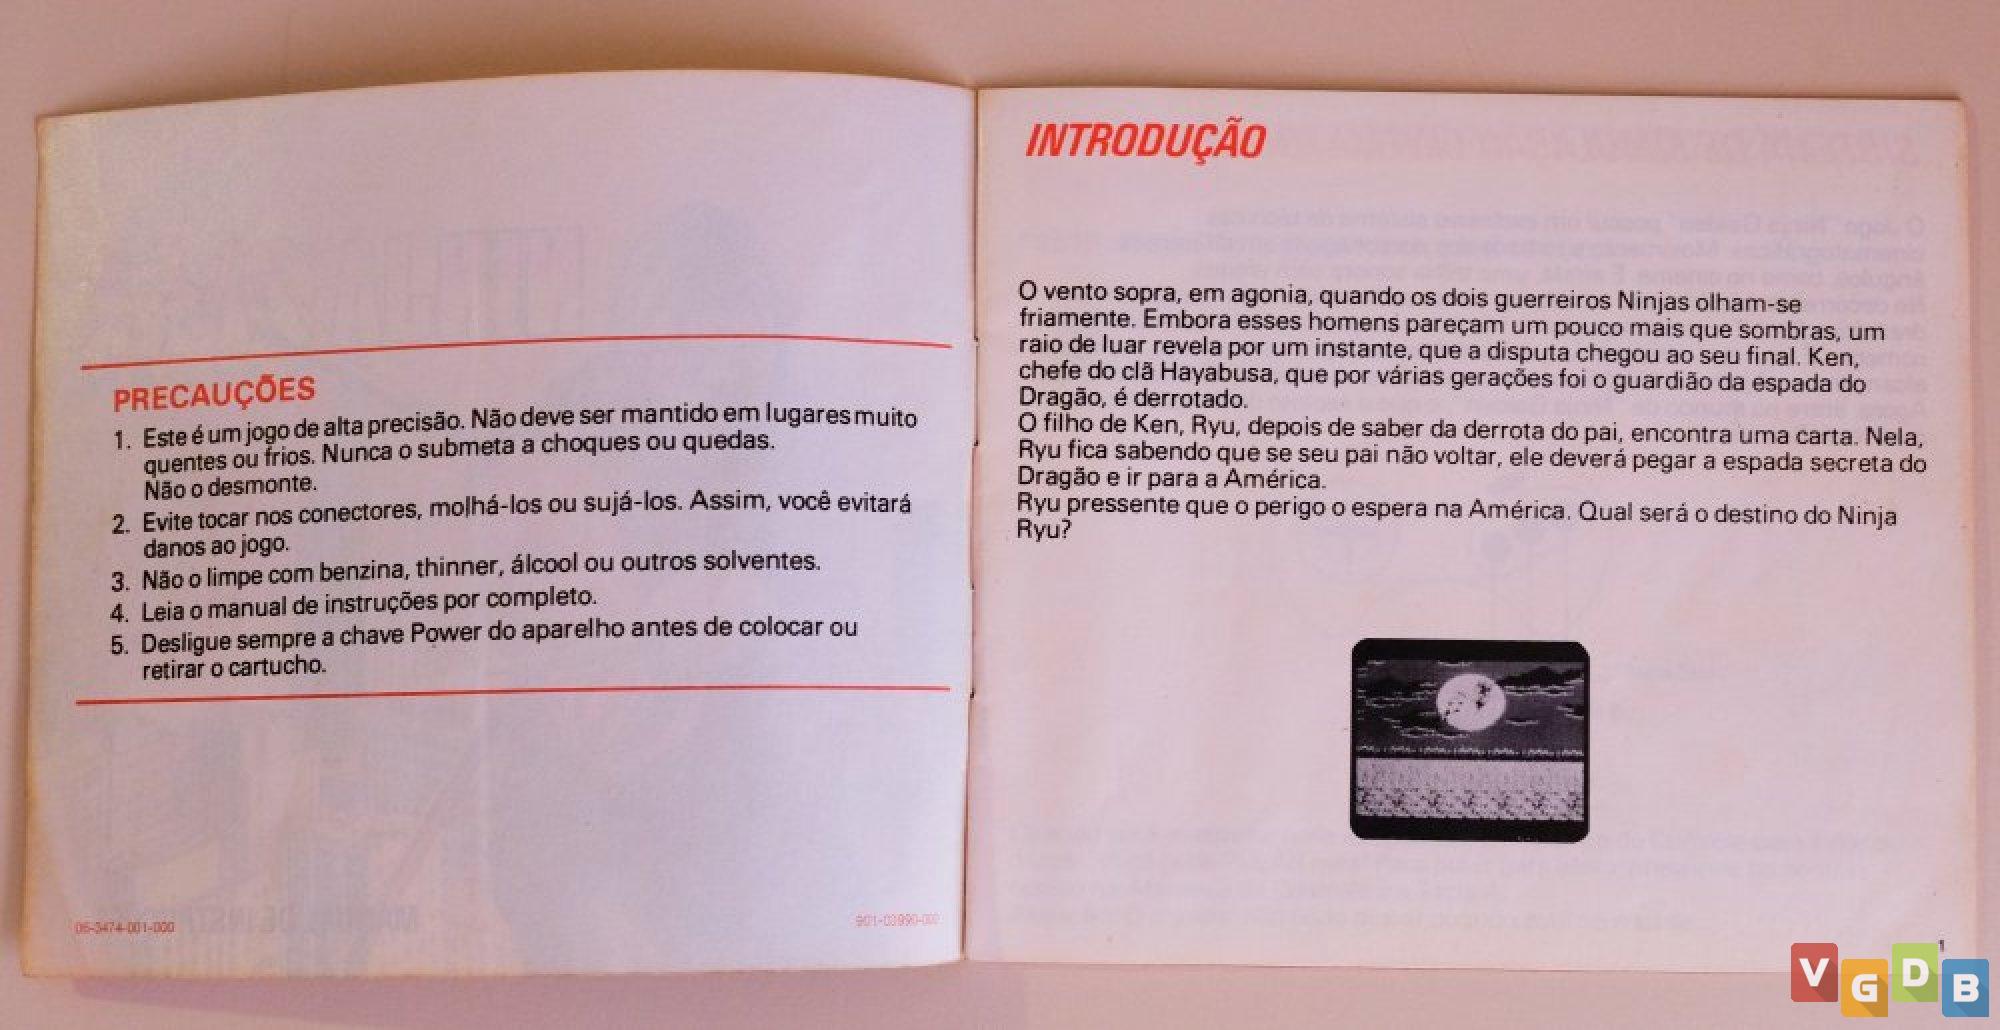 PRECAUÇÕES
1. Este é um jogo de alta precisão. Não deve ser mantido em lugares muito
quentes ou frios. Nunca o submeta a choques ou quedas.
Não o desmonte.
2. Evite tocar nos conectores, molhá-los ou sujá-los. Assim, você evitará
danos ao jogo.
3. Não o limpe com benzina, thinner, álcool ou outros solventes.
4. Leia o manual de instruções por completo.
5. Desligue sempre a chave Power do aparelho antes de colocar ou
retirar o cartucho.
06-3474-001-000
901-03990-000
INTRODUÇÃO
O vento sopra, em agonia, quando os dois guerreiros Ninjas olham-se
friamente. Embora esses homens pareçam um pouco mais que sombras, um
raio de luar revela por um instante, que a disputa chegou ao seu final. Ken,
chefe do clã Hayabusa, que por várias gerações foi o guardião da espada do
Dragão, é derrotado.
O filho de Ken, Ryu, depois de saber da derrota do pai, encontra uma carta. Nela,
Ryu fica sabendo que se seu pai não voltar, ele deverá pegar a espada secreta do
Dragão e ir para a América.
Ryu pressente que o perigo o espera na América. Qual será o destino do Ninja
Ryu?
1
VGDB